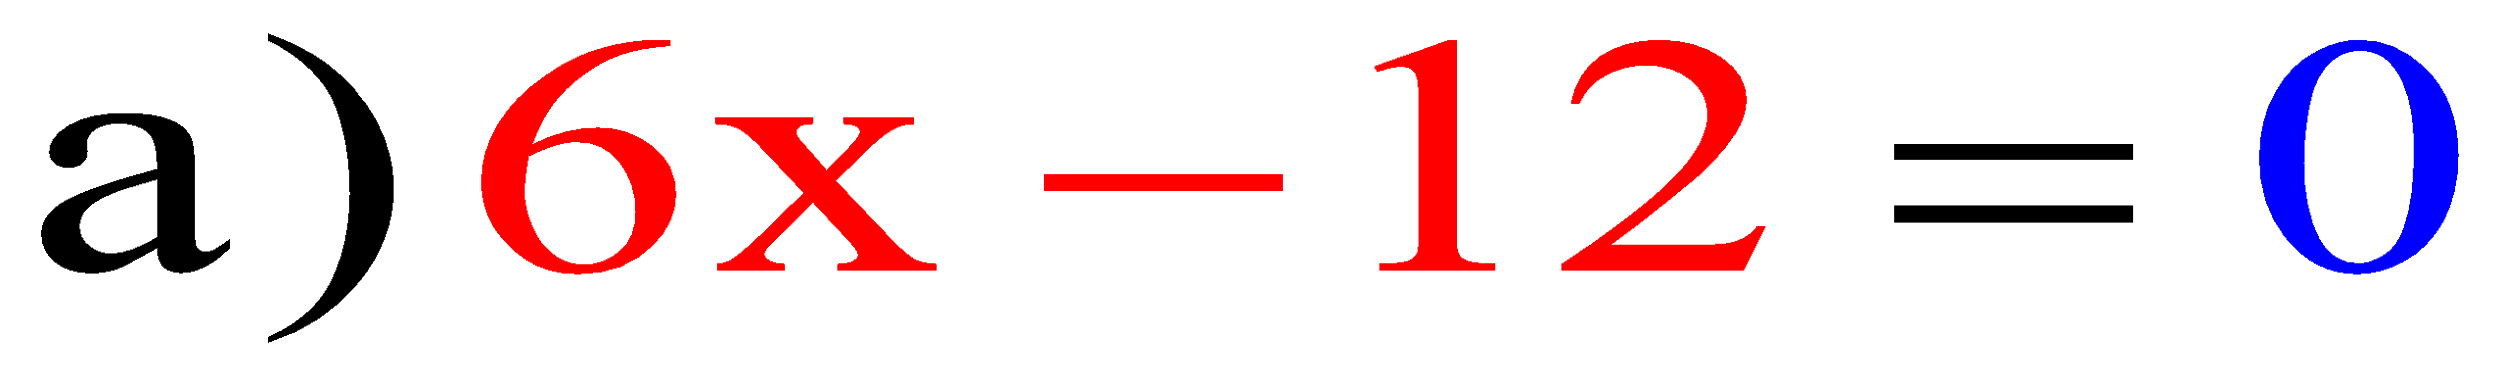 a) 6x − 12 = 0